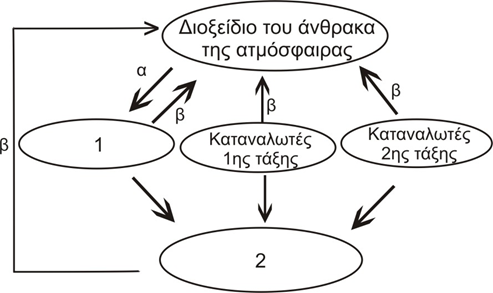 Διοξείδιο του άνθρακα
της ατμόσφαιρας
α
β
β
β
β
1
Καταναλωτές
1ης τάξης
Καταναλωτές
2ης τάξης
2